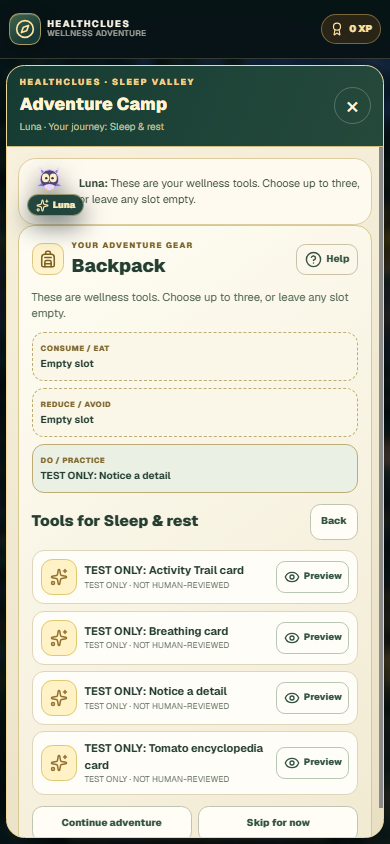 HEALTHCLUES
WELLNESS ADVENTURE
0 XP
HEALTHCLUES · SLEEP VALLEY
Adventure Camp
Luna · Your journey: Sleep & rest
Luna: These are your wellness tools. Choose up to three,
or leave any slot empty.
Luna
YOUR ADVENTURE GEAR
Backpack
Help
These are wellness tools. Choose up to three, or leave any slot
empty.
CONSUME / EAT
Empty slot
REDUCE / AVOID
Empty slot
DO / PRACTICE
TEST ONLY: Notice a detail
Tools for Sleep & rest
Back
TEST ONLY: Activity Trail card
TEST ONLY · NOT HUMAN-REVIEWED
Preview
TEST ONLY: Breathing card
TEST ONLY · NOT HUMAN-REVIEWED
Preview
TEST ONLY: Notice a detail
TEST ONLY · NOT HUMAN-REVIEWED
Preview
TEST ONLY: Tomato encyclopedia
card
TEST ONLY · NOT HUMAN-REVIEWED
Preview
Continue adventure
Skip for now